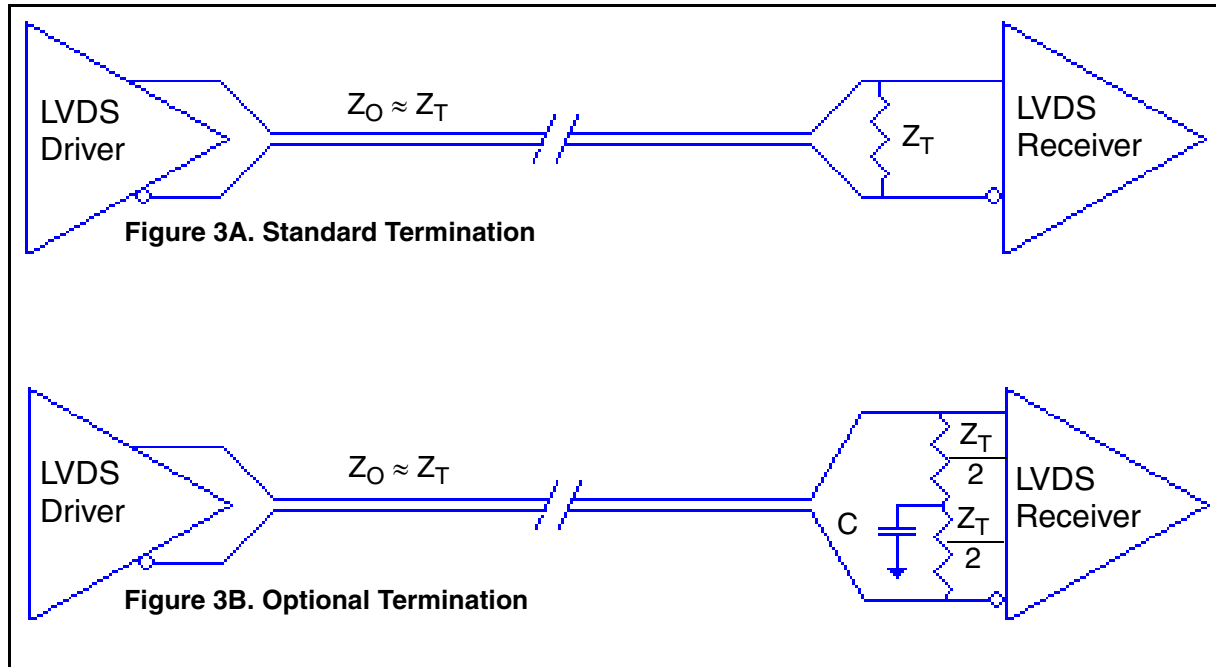 LVDS
Driver
Z_O ≈ Z_T
Z_T
LVDS
Receiver
Figure 3A. Standard Termination
LVDS
Driver
Z_O ≈ Z_T
C
Z_T
2
Z_T
2
LVDS
Receiver
Figure 3B. Optional Termination